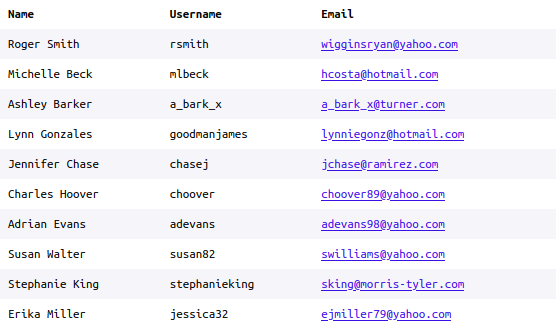 Name Username Email
Roger Smith rsmith wigginsryan@yahoo.com
Michelle Beck mlbeck hcosta@hotmail.com
Ashley Barker a_bark_x a_bark_x@turner.com
Lynn Gonzales goodmanjames lynniegonz@hotmail.com
Jennifer Chase chasej jchase@ramirez.com
Charles Hoover choover choover89@yahoo.com
Adrian Evans adevans adevans98@yahoo.com
Susan Walter susan82 swilliams@yahoo.com
Stephanie King stephanieking sking@morris-tyler.com
Erika Miller jessica32 ejmiller79@yahoo.com